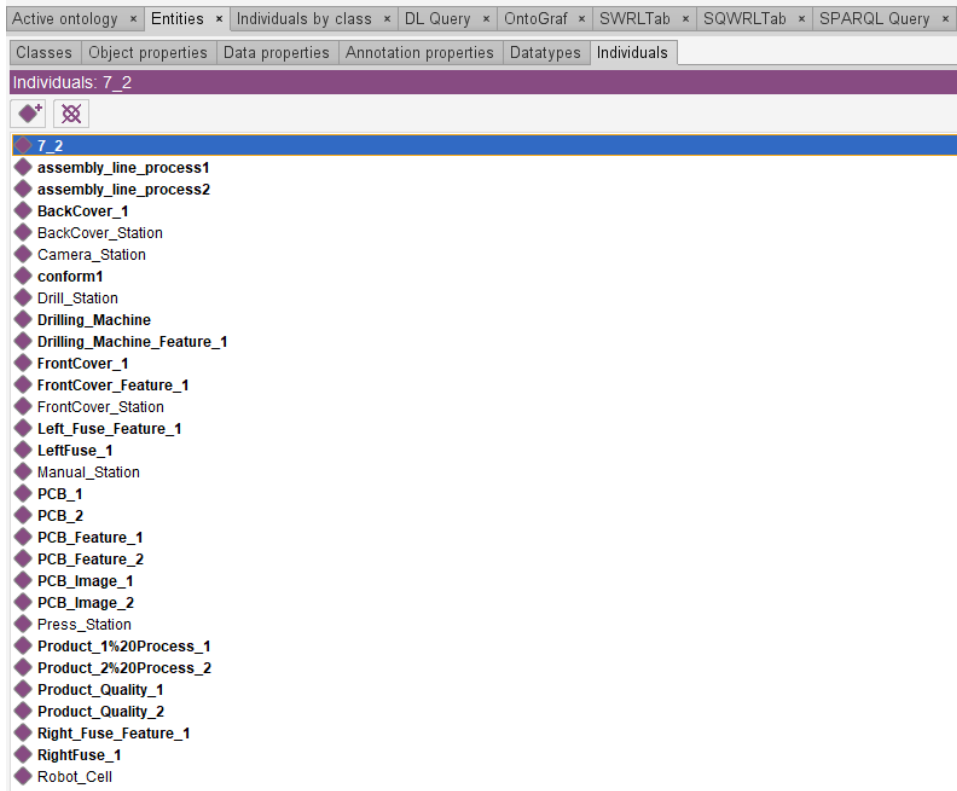 Active ontology × Entities × Individuals by class × DL Query × OntoGraf × SWRLTab × SQWRLTab × SPARQL Query ×
Classes Object properties Data properties Annotation properties Datatypes Individuals
Individuals: 7_2
7_2
assembly_line_process1
assembly_line_process2
BackCover_1
BackCover_Station
Camera_Station
conform1
Drill_Station
Drilling_Machine
Drilling_Machine_Feature_1
FrontCover_1
FrontCover_Feature_1
FrontCover_Station
Left_Fuse_Feature_1
LeftFuse_1
Manual_Station
PCB_1
PCB_2
PCB_Feature_1
PCB_Feature_2
PCB_Image_1
PCB_Image_2
Press_Station
Product_1%20Process_1
Product_2%20Process_2
Product_Quality_1
Product_Quality_2
Right_Fuse_Feature_1
RightFuse_1
Robot_Cell